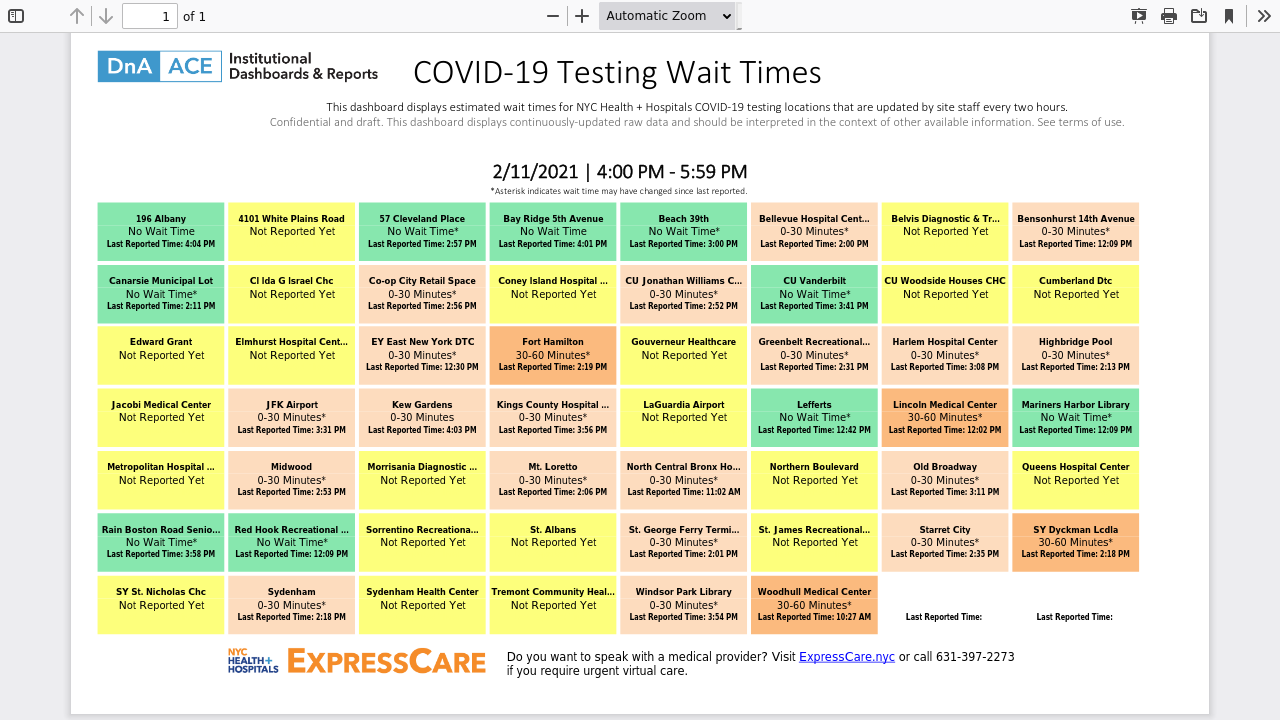 1 of 1
Automatic Zoom
DnA ACE Institutional
Dashboards & Reports
COVID-19 Testing Wait Times
This dashboard displays estimated wait times for NYC Health + Hospitals COVID-19 testing locations that are updated by site staff every two hours.
Confidential and draft. This dashboard displays continuously-updated raw data and should be interpreted in the context of other available information. See terms of use.
2/11/2021 | 4:00 PM - 5:59 PM
*Asterisk indicates wait time may have changed since last reported.
196 Albany
No Wait Time
Last Reported Time: 4:04 PM
4101 White Plains Road
Not Reported Yet
57 Cleveland Place
No Wait Time*
Last Reported Time: 2:57 PM
Bay Ridge 5th Avenue
No Wait Time
Last Reported Time: 4:01 PM
Beach 39th
No Wait Time*
Last Reported Time: 3:00 PM
Bellevue Hospital Cent...
0-30 Minutes*
Last Reported Time: 2:00 PM
Belvis Diagnostic & Tr...
Not Reported Yet
Bensonhurst 14th Avenue
0-30 Minutes*
Last Reported Time: 12:09 PM
Canarsie Municipal Lot
No Wait Time*
Last Reported Time: 2:11 PM
CI Ida G Israel Chc
Not Reported Yet
Co-op City Retail Space
0-30 Minutes*
Last Reported Time: 2:56 PM
Coney Island Hospital ...
Not Reported Yet
CU Jonathan Williams C...
0-30 Minutes*
Last Reported Time: 2:52 PM
CU Vanderbilt
No Wait Time*
Last Reported Time: 3:41 PM
CU Woodside Houses CHC
Not Reported Yet
Cumberland Dtc
Not Reported Yet
Edward Grant
Not Reported Yet
Elmhurst Hospital Cent...
Not Reported Yet
EY East New York DTC
0-30 Minutes*
Last Reported Time: 12:30 PM
Fort Hamilton
30-60 Minutes*
Last Reported Time: 2:19 PM
Gouverneur Healthcare
Not Reported Yet
Greenbelt Recreational...
0-30 Minutes*
Last Reported Time: 2:31 PM
Harlem Hospital Center
0-30 Minutes*
Last Reported Time: 3:08 PM
Highbridge Pool
0-30 Minutes*
Last Reported Time: 2:13 PM
Jacobi Medical Center
Not Reported Yet
JFK Airport
0-30 Minutes*
Last Reported Time: 3:31 PM
Kew Gardens
0-30 Minutes
Last Reported Time: 4:03 PM
Kings County Hospital ...
0-30 Minutes*
Last Reported Time: 3:56 PM
LaGuardia Airport
Not Reported Yet
Lefferts
No Wait Time*
Last Reported Time: 12:42 PM
Lincoln Medical Center
30-60 Minutes*
Last Reported Time: 12:02 PM
Mariners Harbor Library
No Wait Time*
Last Reported Time: 12:09 PM
Metropolitan Hospital ...
Not Reported Yet
Midwood
0-30 Minutes*
Last Reported Time: 2:53 PM
Morrisania Diagnostic ...
Not Reported Yet
Mt. Loretto
0-30 Minutes*
Last Reported Time: 2:06 PM
North Central Bronx Ho...
0-30 Minutes*
Last Reported Time: 11:02 AM
Northern Boulevard
Not Reported Yet
Old Broadway
0-30 Minutes*
Last Reported Time: 3:11 PM
Queens Hospital Center
Not Reported Yet
Rain Boston Road Senio...
No Wait Time*
Last Reported Time: 3:58 PM
Red Hook Recreational ...
No Wait Time*
Last Reported Time: 12:09 PM
Sorrentino Recreationa...
Not Reported Yet
St. Albans
Not Reported Yet
St. George Ferry Termi...
0-30 Minutes*
Last Reported Time: 2:01 PM
St. James Recreational...
Not Reported Yet
Starret City
0-30 Minutes*
Last Reported Time: 2:35 PM
SY Dyckman Lcdla
30-60 Minutes*
Last Reported Time: 2:18 PM
SY St. Nicholas Chc
Not Reported Yet
Sydenham
0-30 Minutes*
Last Reported Time: 2:18 PM
Sydenham Health Center
Not Reported Yet
Tremont Community Heal...
Not Reported Yet
Windsor Park Library
0-30 Minutes*
Last Reported Time: 3:54 PM
Woodhull Medical Center
30-60 Minutes*
Last Reported Time: 10:27 AM
Last Reported Time:
Last Reported Time:
NYC
HEALTH+
HOSPITALS
EXPRESSCARE
Do you want to speak with a medical provider? Visit ExpressCare.nyc or call 631-397-2273
if you require urgent virtual care.